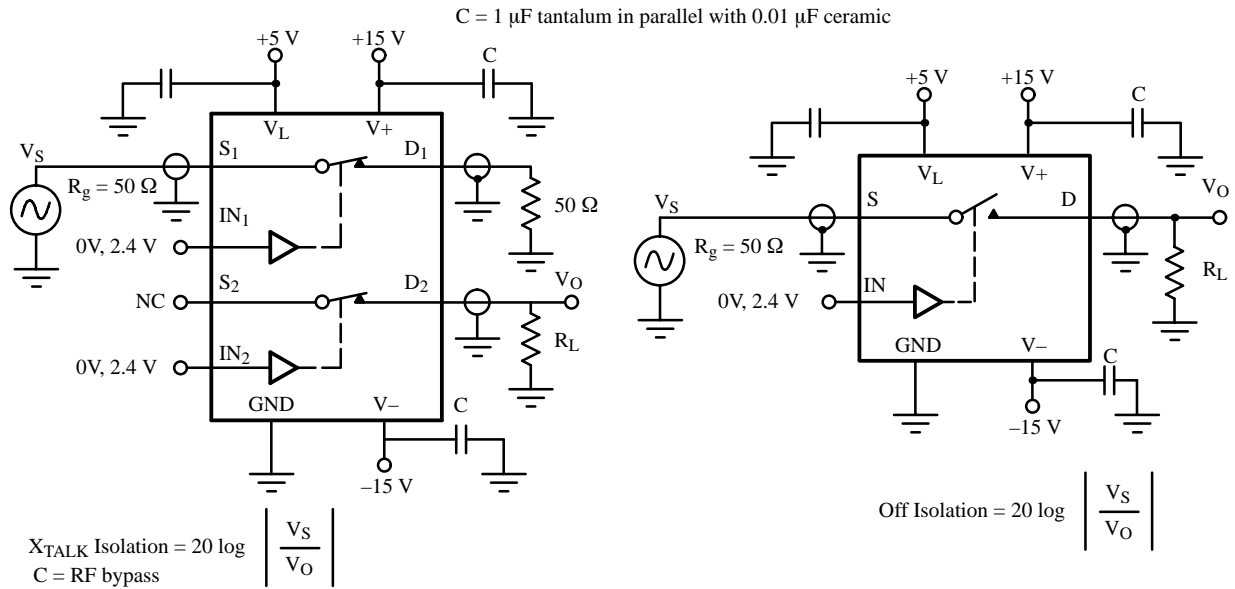 C = 1 µF tantalum in parallel with 0.01 µF ceramic
+5 V
+15 V
C
V_L
V+
V_S
S_1
D_1
R_g = 50 Ω
50 Ω
IN_1
0V, 2.4 V
S_2
D_2
V_O
NC
R_L
IN_2
0V, 2.4 V
GND
V–
C
–15 V
X_TALK Isolation = 20 log | V_S / V_O |
C = RF bypass
+5 V
+15 V
C
V_L
V+
V_O
V_S
S
D
R_g = 50 Ω
R_L
IN
0V, 2.4 V
GND
V–
C
–15 V
Off Isolation = 20 log | V_S / V_O |